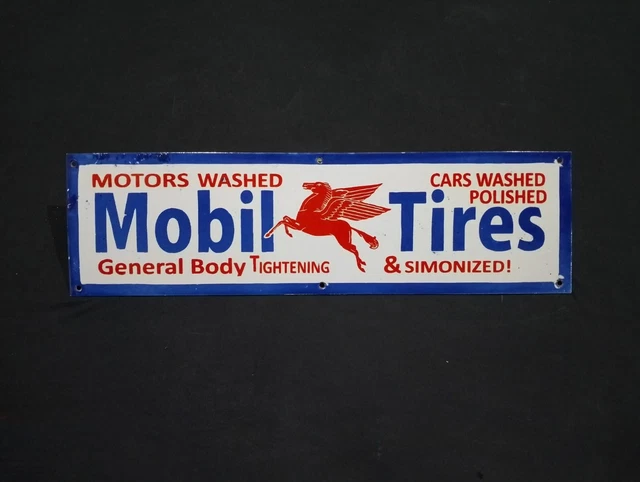 MOTORS WASHED
CARS WASHED
POLISHED
Mobil Tires
General Body TIGHTENING
& SIMONIZED!